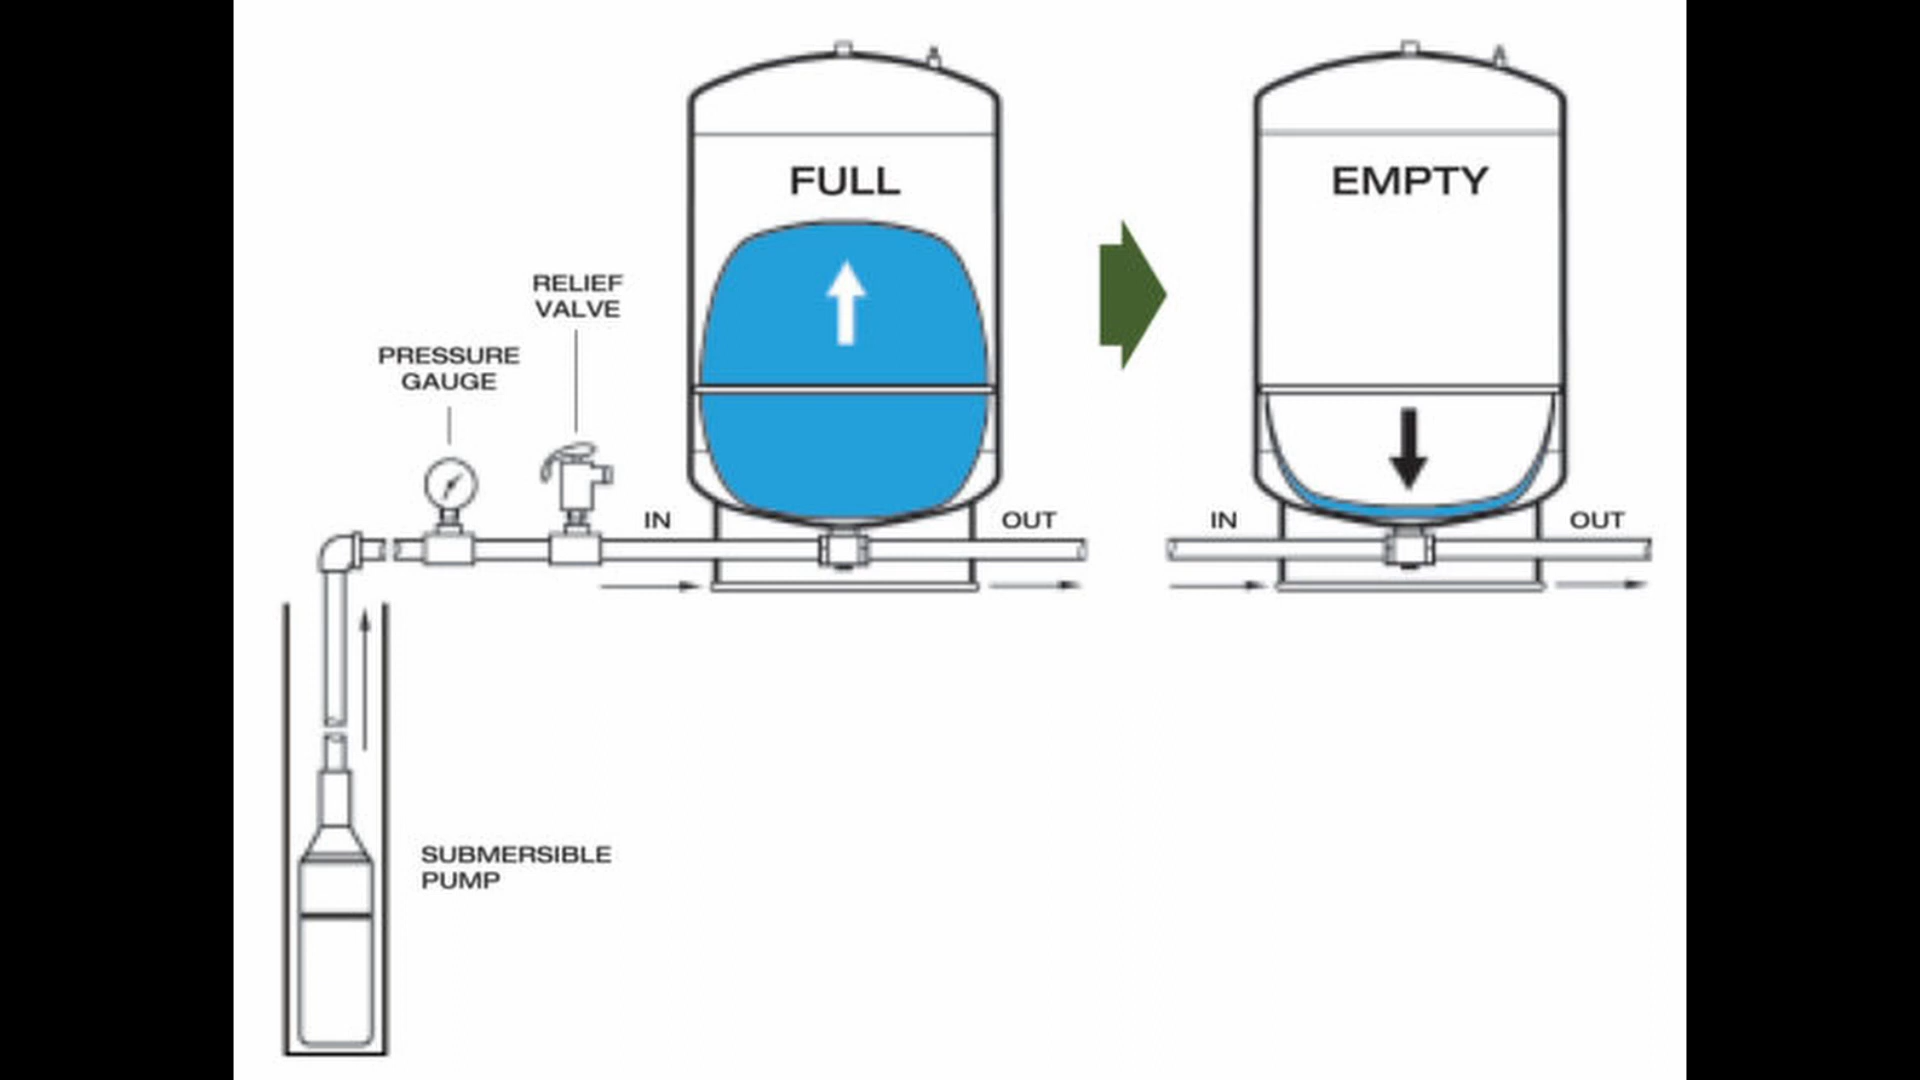 FULL
EMPTY
RELIEF
VALVE
PRESSURE
GAUGE
IN
OUT
IN
OUT
SUBMERSIBLE
PUMP